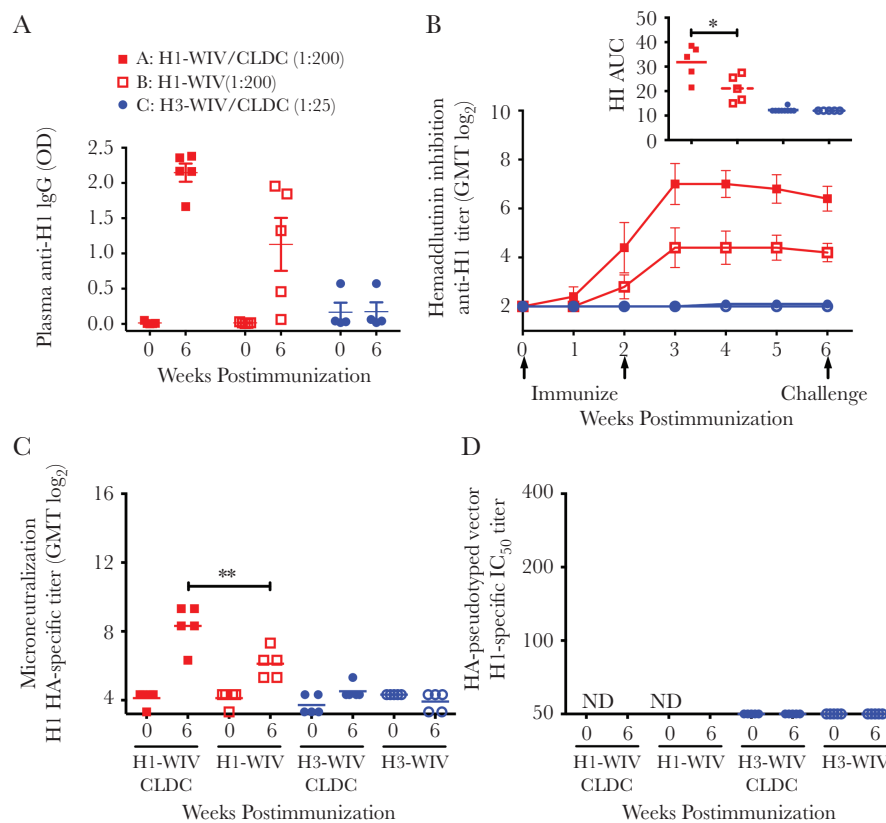 A
A: H1-WIV/CLDC (1:200)
B: H1-WIV(1:200)
C: H3-WIV/CLDC (1:25)
Plasma anti-H1 IgG (OD)
2.5
2.0
1.5
1.0
0.5
0.0
0 6 0 6 0 6
Weeks Postimmunization
B
HI AUC
50
40
30
20
10
0
*
Hemaddlutinin inhibition
anti-H1 titer (GMT log2)
10
8
6
4
2
0 1 2 3 4 5 6
Immunize Challenge
Weeks Postimmunization
C
Microneutralization
H1 HA-specific titer (GMT log2)
16
12
8
4
**
0 6 0 6 0 6 0 6
H1-WIV H1-WIV H3-WIV H3-WIV
CLDC CLDC
Weeks Postimmunization
D
HA-pseudotyped vector
H1-specific IC50 titer
400
200
100
50
ND ND
0 6 0 6 0 6 0 6
H1-WIV H1-WIV H3-WIV H3-WIV
CLDC CLDC
Weeks Postimmunization